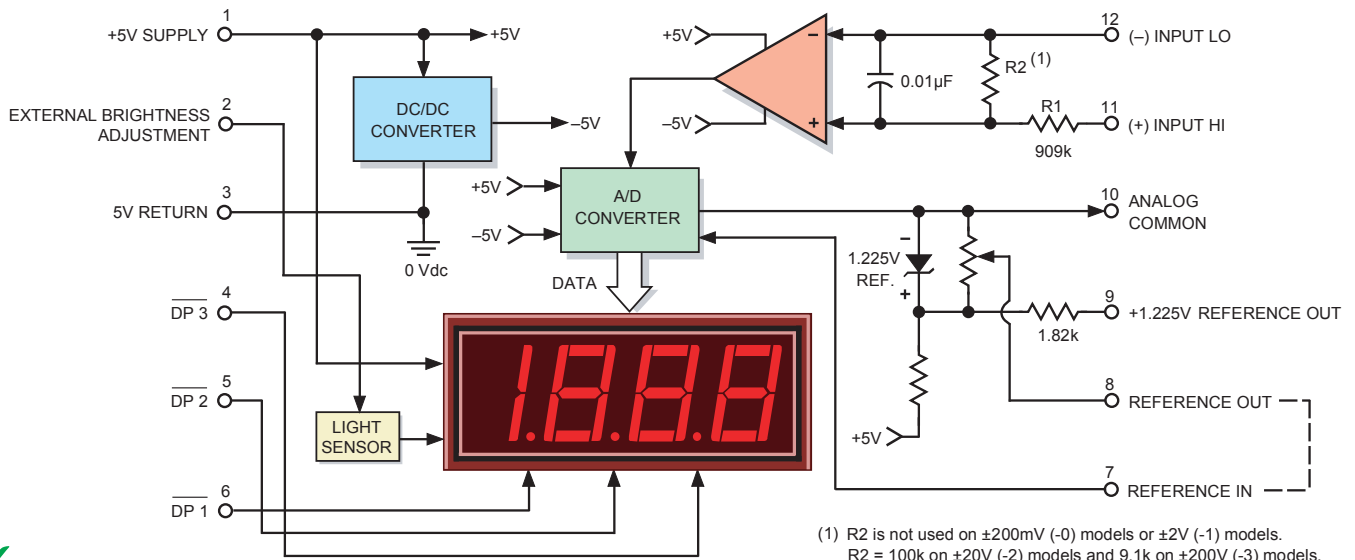 1
+5V SUPPLY
+5V
2
EXTERNAL BRIGHTNESS
ADJUSTMENT
DC/DC
CONVERTER
–5V
3
5V RETURN
0 Vdc
4
DP 3
5
DP 2
6
DP 1
LIGHT
SENSOR
1.8.8.8
DATA
+5V
–5V
A/D
CONVERTER
+5V
–5V
–
+
0.01µF
R2 (1)
R1
909k
12
(–) INPUT LO
11
(+) INPUT HI
10
ANALOG
COMMON
–
1.225V
REF.
+
9
+1.225V REFERENCE OUT
1.82k
8
REFERENCE OUT
+5V
7
REFERENCE IN
(1) R2 is not used on ±200mV (-0) models or ±2V (-1) models.
R2 = 100k on ±20V (-2) models and 9.1k on ±200V (-3) models.